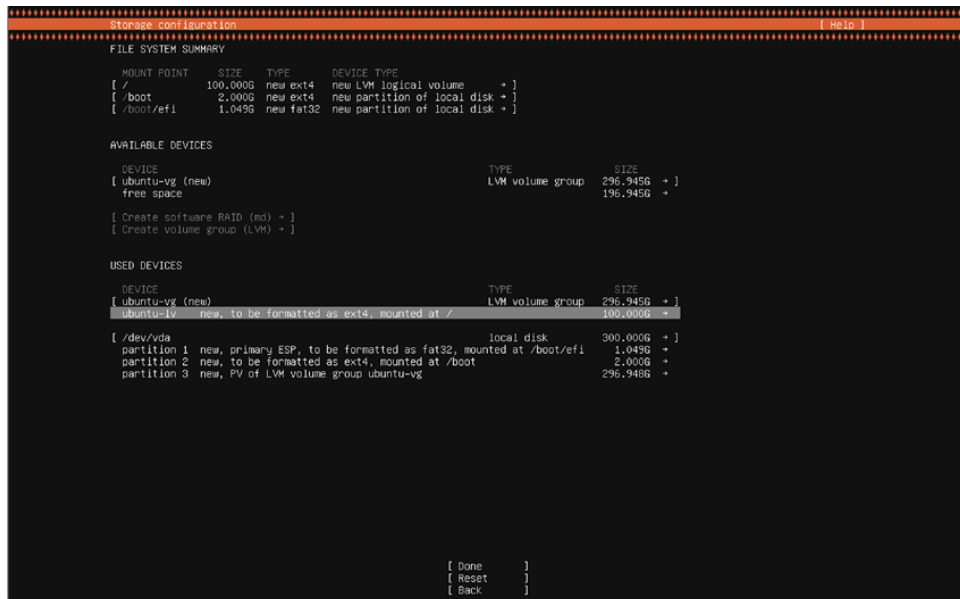 Storage configuration [ Help ]
FILE SYSTEM SUMMARY
MOUNT POINT SIZE TYPE DEVICE TYPE
[ / 100.000G new ext4 new LVM logical volume ▸ ]
[ /boot 2.000G new ext4 new partition of local disk ▸ ]
[ /boot/efi 1.049G new fat32 new partition of local disk ▸ ]
AVAILABLE DEVICES
DEVICE TYPE SIZE
[ ubuntu-vg (new) LVM volume group 296.945G ▸ ]
free space 196.945G ▸
[ Create software RAID (md) ▸ ]
[ Create volume group (LVM) ▸ ]
USED DEVICES
DEVICE TYPE SIZE
[ ubuntu-vg (new) LVM volume group 296.945G ▸ ]
ubuntu-lv new, to be formatted as ext4, mounted at / 100.000G ▸
[ /dev/vda local disk 300.000G ▸ ]
partition 1 new, primary ESP, to be formatted as fat32, mounted at /boot/efi 1.049G ▸
partition 2 new, to be formatted as ext4, mounted at /boot 2.000G ▸
partition 3 new, PV of LVM volume group ubuntu-vg 296.948G ▸
[ Done ]
[ Reset ]
[ Back ]